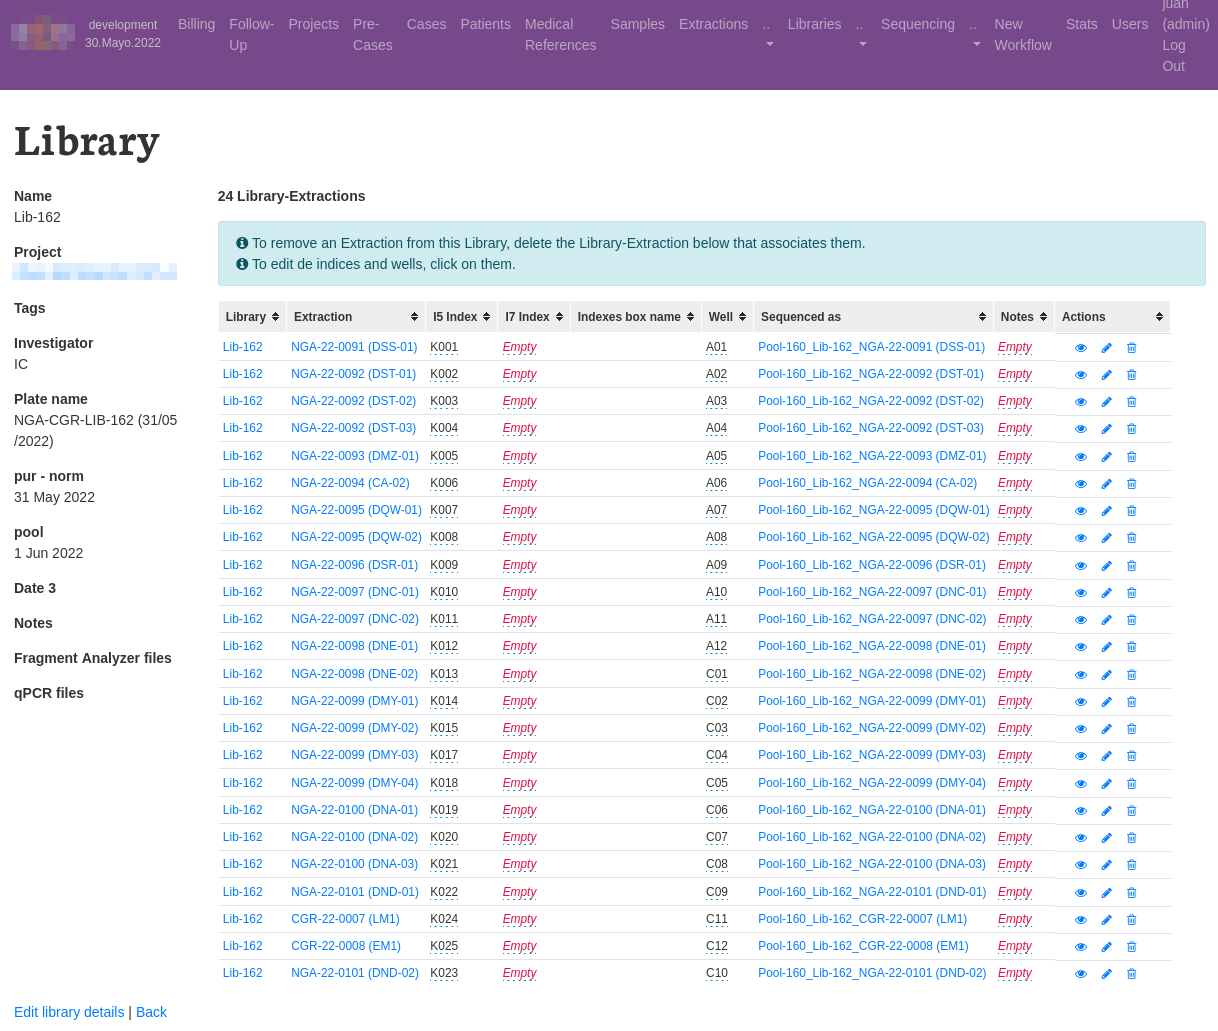 development
30.Mayo.2022
Billing
Follow-
Up
Projects
Pre-
Cases
Cases
Patients
Medical
References
Samples
Extractions
..
Libraries
..
Sequencing
..
New
Workflow
Stats
Users
juan
(admin)
Log
Out
Library
Name
Lib-162
Project
Tags
Investigator
IC
Plate name
NGA-CGR-LIB-162 (31/05
/2022)
pur - norm
31 May 2022
pool
1 Jun 2022
Date 3
Notes
Fragment Analyzer files
qPCR files
24 Library-Extractions
To remove an Extraction from this Library, delete the Library-Extraction below that associates them.
To edit de indices and wells, click on them.
Library Extraction I5 Index I7 Index Indexes box name Well Sequenced as Notes Actions
Lib-162 NGA-22-0091 (DSS-01) K001 Empty A01 Pool-160_Lib-162_NGA-22-0091 (DSS-01) Empty
Lib-162 NGA-22-0092 (DST-01) K002 Empty A02 Pool-160_Lib-162_NGA-22-0092 (DST-01) Empty
Lib-162 NGA-22-0092 (DST-02) K003 Empty A03 Pool-160_Lib-162_NGA-22-0092 (DST-02) Empty
Lib-162 NGA-22-0092 (DST-03) K004 Empty A04 Pool-160_Lib-162_NGA-22-0092 (DST-03) Empty
Lib-162 NGA-22-0093 (DMZ-01) K005 Empty A05 Pool-160_Lib-162_NGA-22-0093 (DMZ-01) Empty
Lib-162 NGA-22-0094 (CA-02) K006 Empty A06 Pool-160_Lib-162_NGA-22-0094 (CA-02) Empty
Lib-162 NGA-22-0095 (DQW-01) K007 Empty A07 Pool-160_Lib-162_NGA-22-0095 (DQW-01) Empty
Lib-162 NGA-22-0095 (DQW-02) K008 Empty A08 Pool-160_Lib-162_NGA-22-0095 (DQW-02) Empty
Lib-162 NGA-22-0096 (DSR-01) K009 Empty A09 Pool-160_Lib-162_NGA-22-0096 (DSR-01) Empty
Lib-162 NGA-22-0097 (DNC-01) K010 Empty A10 Pool-160_Lib-162_NGA-22-0097 (DNC-01) Empty
Lib-162 NGA-22-0097 (DNC-02) K011 Empty A11 Pool-160_Lib-162_NGA-22-0097 (DNC-02) Empty
Lib-162 NGA-22-0098 (DNE-01) K012 Empty A12 Pool-160_Lib-162_NGA-22-0098 (DNE-01) Empty
Lib-162 NGA-22-0098 (DNE-02) K013 Empty C01 Pool-160_Lib-162_NGA-22-0098 (DNE-02) Empty
Lib-162 NGA-22-0099 (DMY-01) K014 Empty C02 Pool-160_Lib-162_NGA-22-0099 (DMY-01) Empty
Lib-162 NGA-22-0099 (DMY-02) K015 Empty C03 Pool-160_Lib-162_NGA-22-0099 (DMY-02) Empty
Lib-162 NGA-22-0099 (DMY-03) K017 Empty C04 Pool-160_Lib-162_NGA-22-0099 (DMY-03) Empty
Lib-162 NGA-22-0099 (DMY-04) K018 Empty C05 Pool-160_Lib-162_NGA-22-0099 (DMY-04) Empty
Lib-162 NGA-22-0100 (DNA-01) K019 Empty C06 Pool-160_Lib-162_NGA-22-0100 (DNA-01) Empty
Lib-162 NGA-22-0100 (DNA-02) K020 Empty C07 Pool-160_Lib-162_NGA-22-0100 (DNA-02) Empty
Lib-162 NGA-22-0100 (DNA-03) K021 Empty C08 Pool-160_Lib-162_NGA-22-0100 (DNA-03) Empty
Lib-162 NGA-22-0101 (DND-01) K022 Empty C09 Pool-160_Lib-162_NGA-22-0101 (DND-01) Empty
Lib-162 CGR-22-0007 (LM1) K024 Empty C11 Pool-160_Lib-162_CGR-22-0007 (LM1) Empty
Lib-162 CGR-22-0008 (EM1) K025 Empty C12 Pool-160_Lib-162_CGR-22-0008 (EM1) Empty
Lib-162 NGA-22-0101 (DND-02) K023 Empty C10 Pool-160_Lib-162_NGA-22-0101 (DND-02) Empty
Edit library details | Back